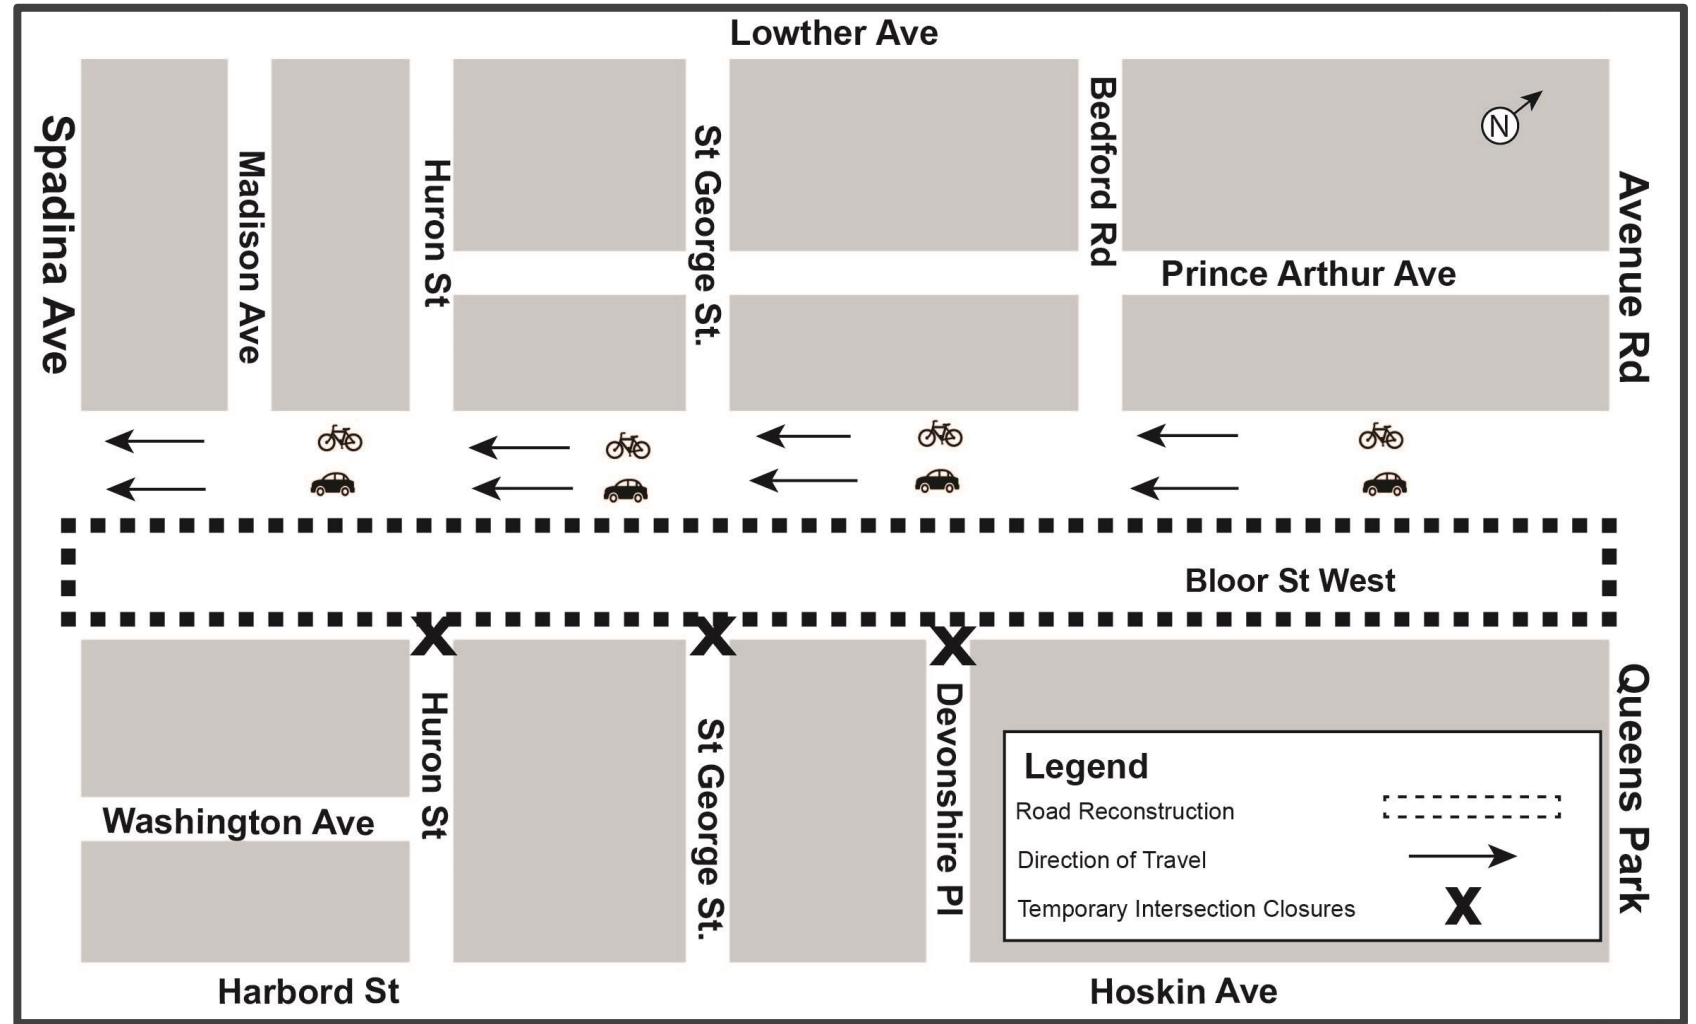 Lowther Ave
Spadina Ave
Madison Ave
Huron St
St George St.
Bedford Rd
N
Avenue Rd
Prince Arthur Ave
Bloor St West
X
X
X
Huron St
St George St.
Devonshire Pl
Queens Park
Washington Ave
Legend
Road Reconstruction
Direction of Travel
Temporary Intersection Closures X
Harbord St
Hoskin Ave